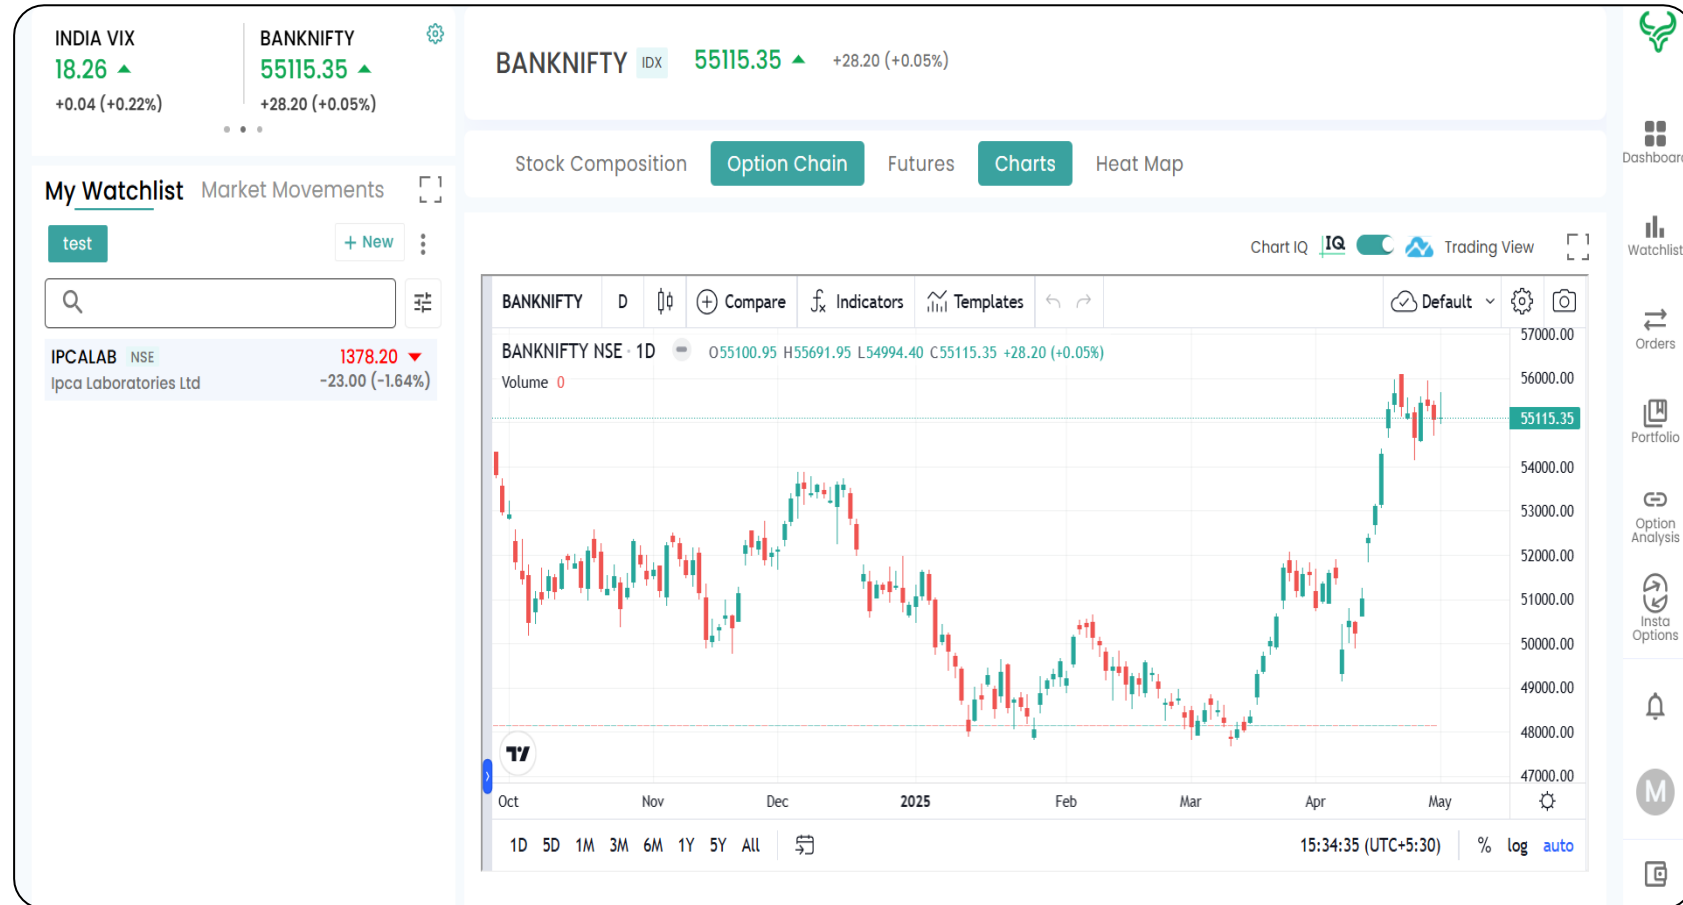 INDIA VIX
18.26
+0.04 (+0.22%)
BANKNIFTY
55115.35
+28.20 (+0.05%)
My Watchlist Market Movements
test + New
IPCALAB NSE 1378.20
Ipca Laboratories Ltd -23.00 (-1.64%)
BANKNIFTY IDX 55115.35 +28.20 (+0.05%)
Stock Composition Option Chain Futures Charts Heat Map
Chart IQ IQ Trading View
BANKNIFTY D Compare fx Indicators Templates Default
BANKNIFTY NSE · 1D O55100.95 H55691.95 L54994.40 C55115.35 +28.20 (+0.05%)
Volume 0
57000.00
56000.00
55115.35
54000.00
53000.00
52000.00
51000.00
50000.00
49000.00
48000.00
47000.00
Oct Nov Dec 2025 Feb Mar Apr May
1D 5D 1M 3M 6M 1Y 5Y All 15:34:35 (UTC+5:30) % log auto
Dashboar
Watchlist
Orders
Portfolio
Option
Analysis
Insta
Options
M